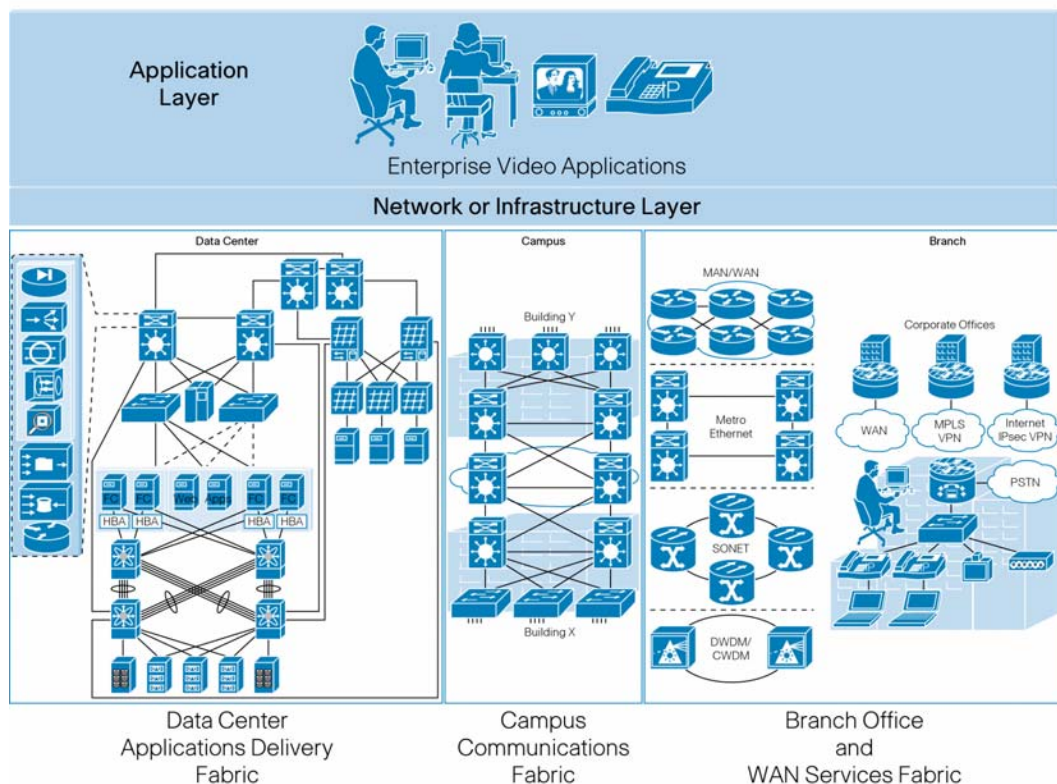 Application
Layer
IP
Enterprise Video Applications
Network or Infrastructure Layer
Data Center
Campus
Branch
MAN/WAN
Building Y
Corporate Offices
Metro
Ethernet
WAN
MPLS
VPN
Internet
IPsec VPN
PSTN
FC
FC
Web
Apps
FC
FC
HBA
HBA
HBA
HBA
SONET
Building X
DWDM/
CWDM
Data Center
Applications Delivery
Fabric
Campus
Communications
Fabric
Branch Office
and
WAN Services Fabric